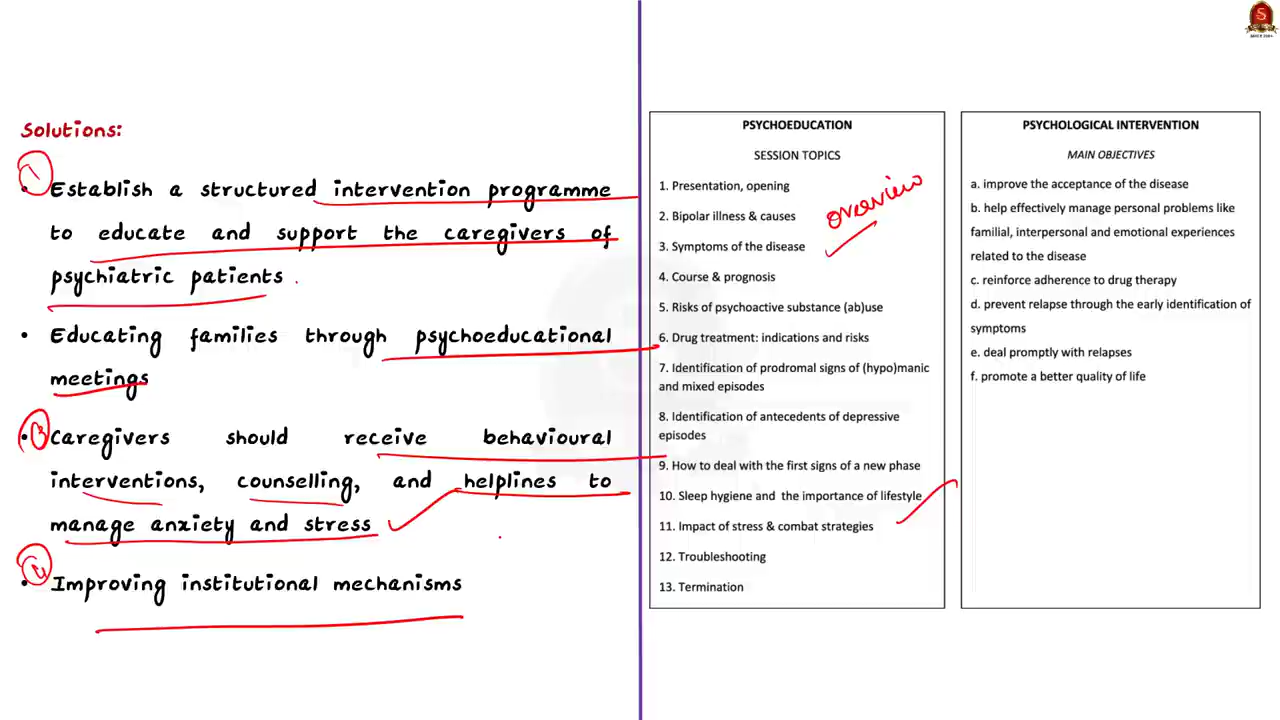 Solutions:
1
• Establish a structured intervention programme
to educate and support the caregivers of
psychiatric patients.
• Educating families through psychoeducational
meetings
3
• Caregivers should receive behavioural
interventions, counselling, and helplines to
manage anxiety and stress
4
• Improving institutional mechanisms
PSYCHOEDUCATION
SESSION TOPICS
1. Presentation, opening
2. Bipolar illness & causes
overview
3. Symptoms of the disease
4. Course & prognosis
5. Risks of psychoactive substance (ab)use
6. Drug treatment: indications and risks
7. Identification of prodromal signs of (hypo)manic
and mixed episodes
8. Identification of antecedents of depressive
episodes
9. How to deal with the first signs of a new phase
10. Sleep hygiene and the importance of lifestyle
11. Impact of stress & combat strategies
12. Troubleshooting
13. Termination
PSYCHOLOGICAL INTERVENTION
MAIN OBJECTIVES
a. improve the acceptance of the disease
b. help effectively manage personal problems like
familial, interpersonal and emotional experiences
related to the disease
c. reinforce adherence to drug therapy
d. prevent relapse through the early identification of
symptoms
e. deal promptly with relapses
f. promote a better quality of life